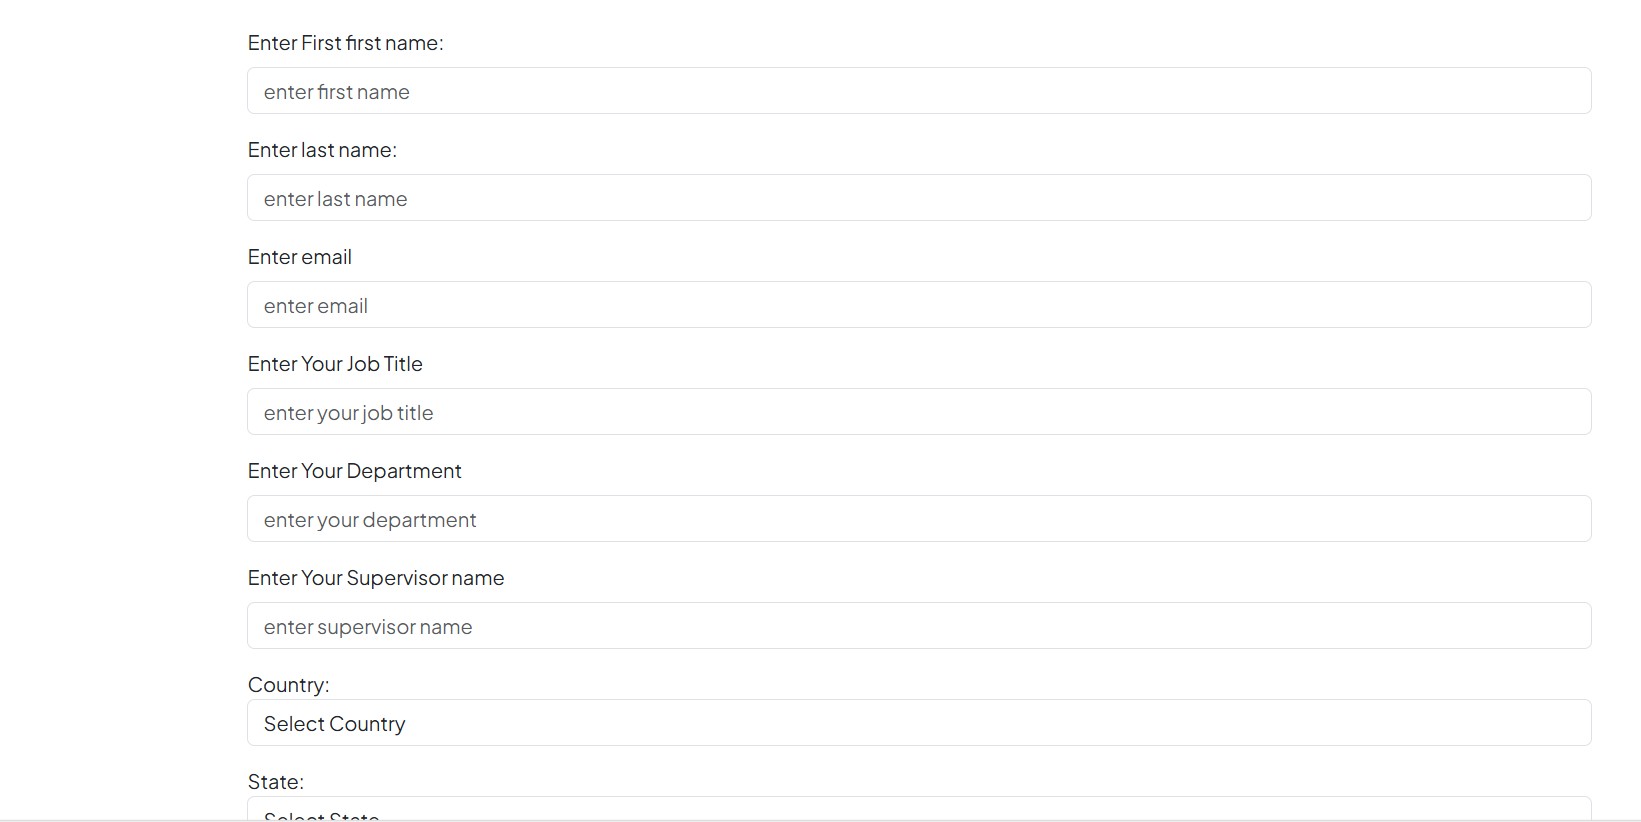 Enter First first name:
enter first name
Enter last name:
enter last name
Enter email
enter email
Enter Your Job Title
enter your job title
Enter Your Department
enter your department
Enter Your Supervisor name
enter supervisor name
Country:
Select Country
State:
Select State